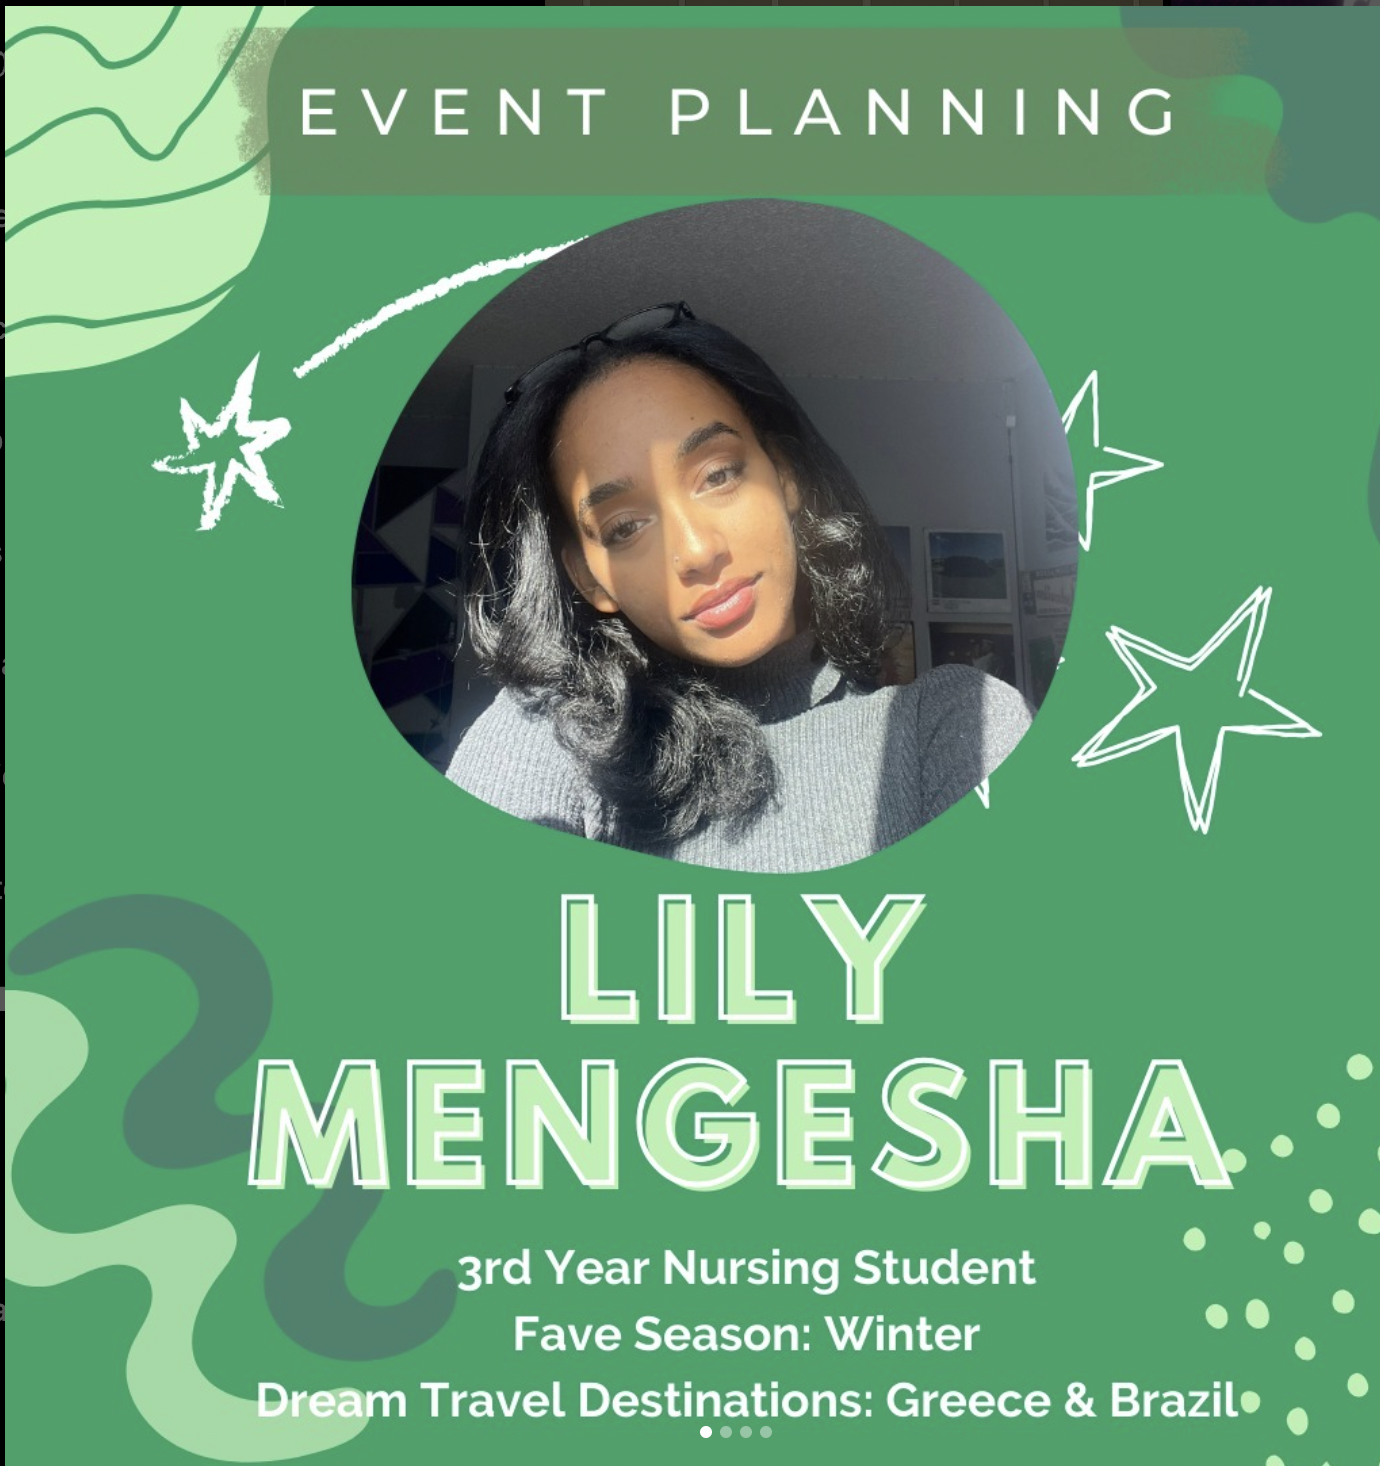 EVENT PLANNING
LILY
MENGESHA
3rd Year Nursing Student
Fave Season: Winter
Dream Travel Destinations: Greece & Brazil